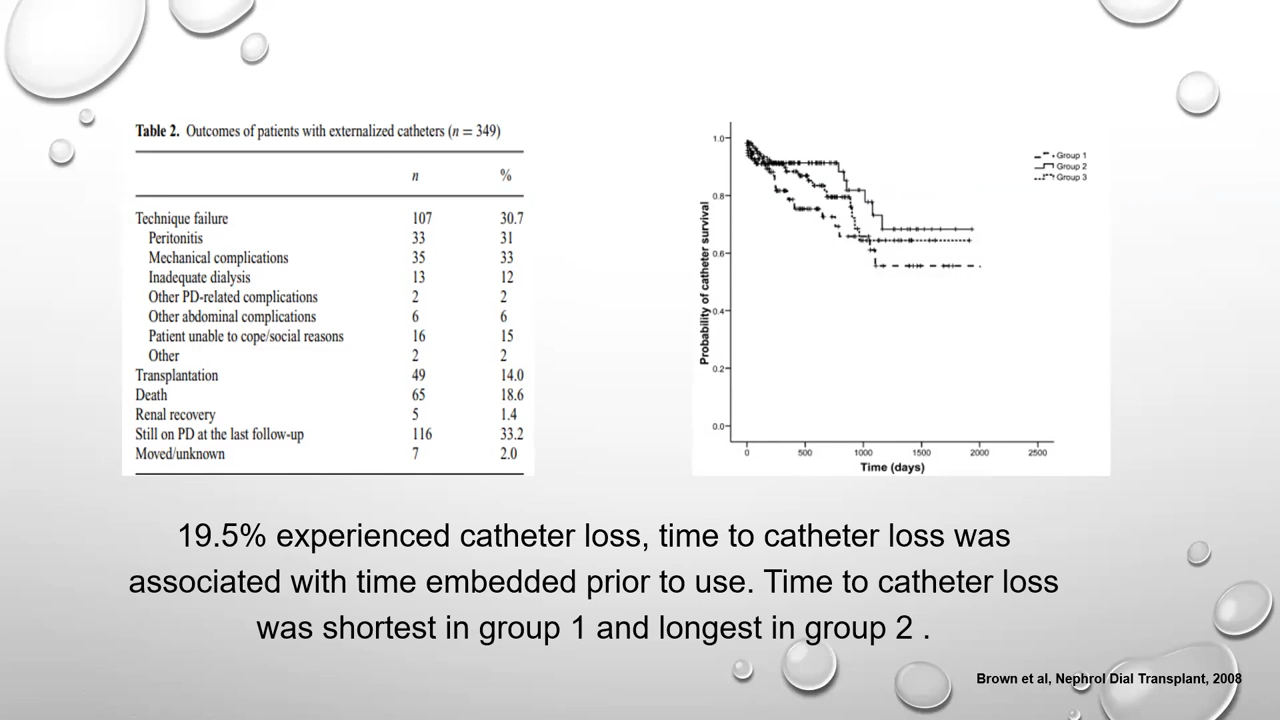 Table 2. Outcomes of patients with externalized catheters (n = 349)
n %
Technique failure 107 30.7
Peritonitis 33 31
Mechanical complications 35 33
Inadequate dialysis 13 12
Other PD-related complications 2 2
Other abdominal complications 6 6
Patient unable to cope/social reasons 16 15
Other 2 2
Transplantation 49 14.0
Death 65 18.6
Renal recovery 5 1.4
Still on PD at the last follow-up 116 33.2
Moved/unknown 7 2.0
Probability of catheter survival
1.0
0.8
0.6
0.4
0.2
0.0
0 500 1000 1500 2000 2500
Time (days)
Group 1
Group 2
Group 3
19.5% experienced catheter loss, time to catheter loss was
associated with time embedded prior to use. Time to catheter loss
was shortest in group 1 and longest in group 2 .
Brown et al, Nephrol Dial Transplant, 2008